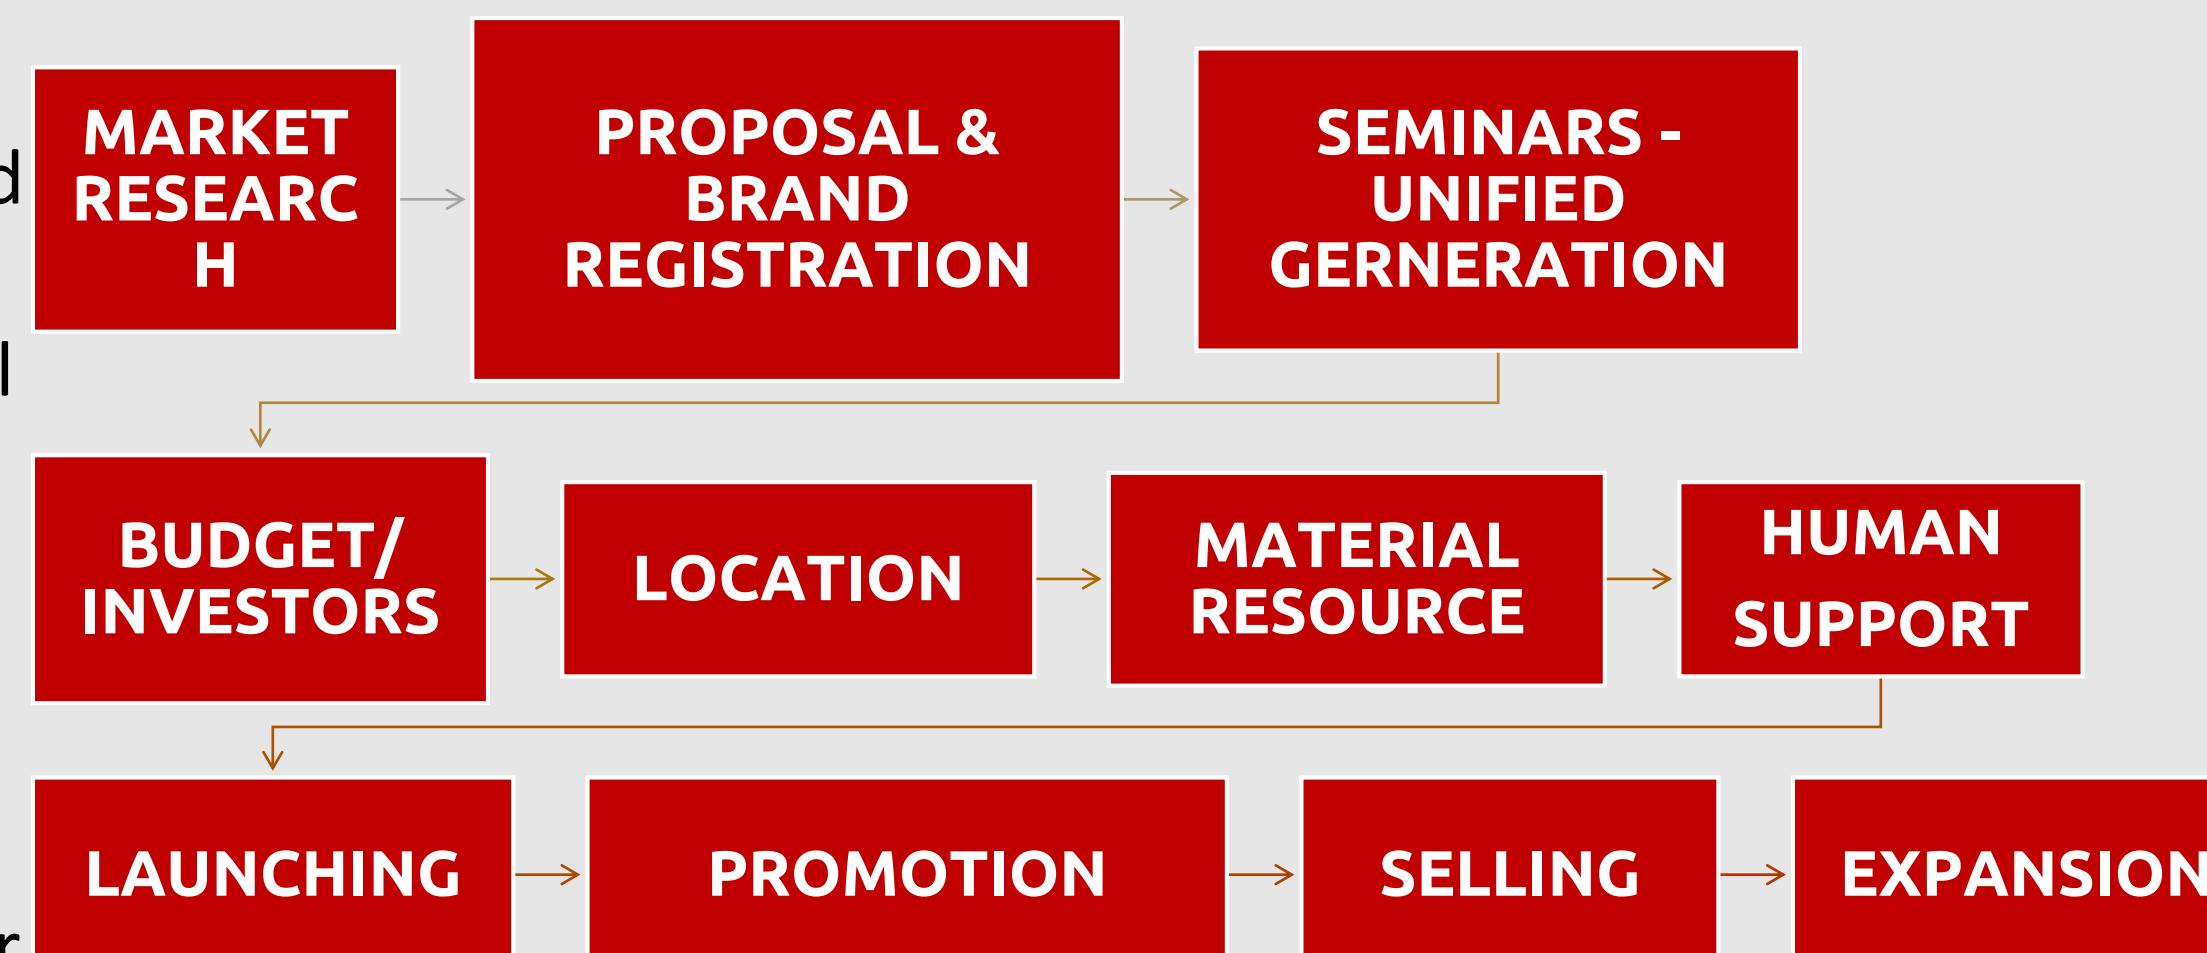 MARKET
RESEARC
H
PROPOSAL &
BRAND
REGISTRATION
SEMINARS -
UNIFIED
GERNERATION
BUDGET/
INVESTORS
LOCATION
MATERIAL
RESOURCE
HUMAN
SUPPORT
LAUNCHING
PROMOTION
SELLING
EXPANSION